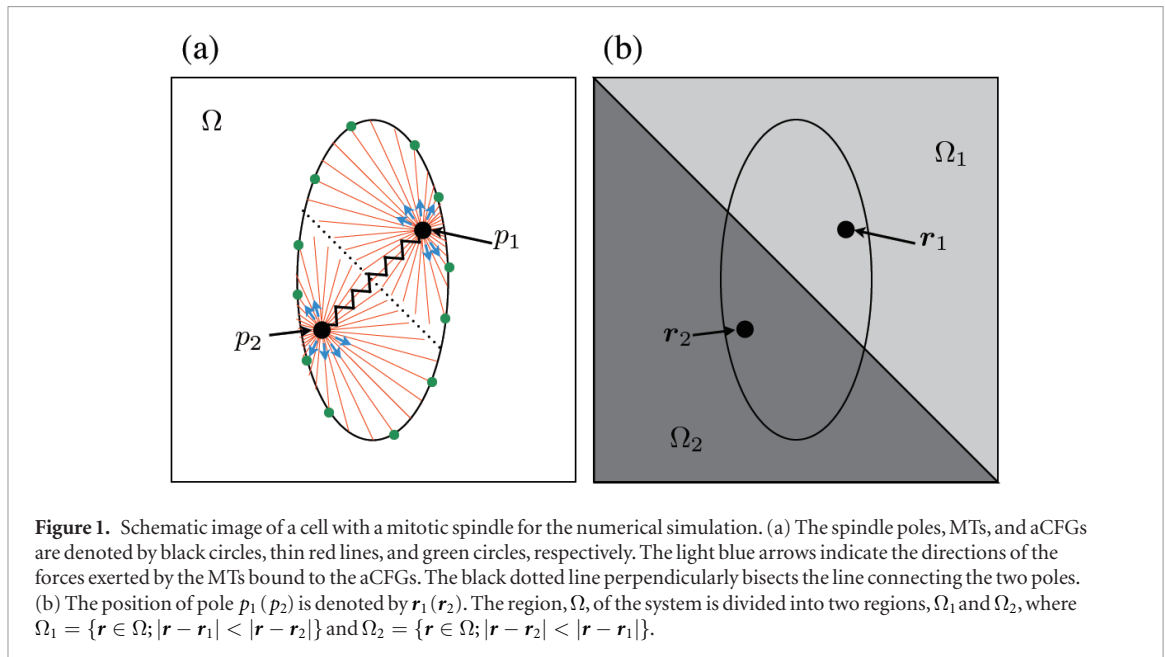 (a)
(b)
Ω
p₁
p₂
Ω₁
r₁
r₂
Ω₂
Figure 1. Schematic image of a cell with a mitotic spindle for the numerical simulation. (a) The spindle poles, MTs, and aCFGs
are denoted by black circles, thin red lines, and green circles, respectively. The light blue arrows indicate the directions of the
forces exerted by the MTs bound to the aCFGs. The black dotted line perpendicularly bisects the line connecting the two poles.
(b) The position of pole p₁ (p₂) is denoted by r₁ (r₂). The region, Ω, of the system is divided into two regions, Ω₁ and Ω₂, where
Ω₁ = {r ∈ Ω; |r − r₁| < |r − r₂|} and Ω₂ = {r ∈ Ω; |r − r₂| < |r − r₁|}.